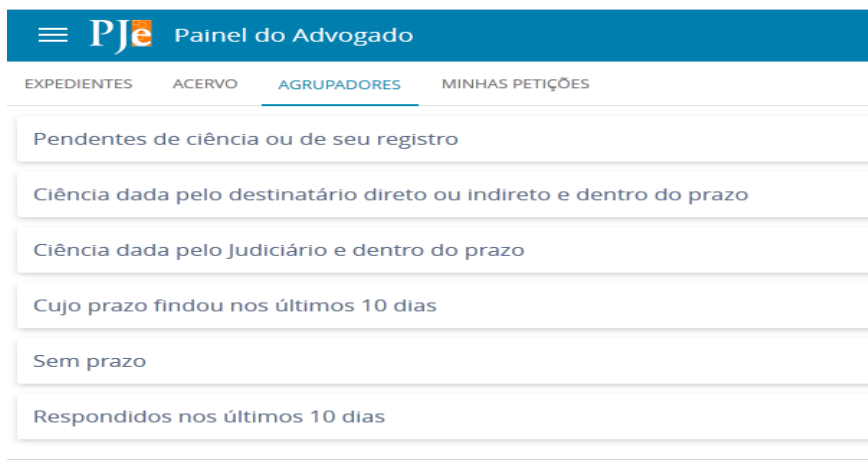 PJe Painel do Advogado
EXPEDIENTES ACERVO AGRUPADORES MINHAS PETIÇÕES
Pendentes de ciência ou de seu registro
Ciência dada pelo destinatário direto ou indireto e dentro do prazo
Ciência dada pelo Judiciário e dentro do prazo
Cujo prazo findou nos últimos 10 dias
Sem prazo
Respondidos nos últimos 10 dias